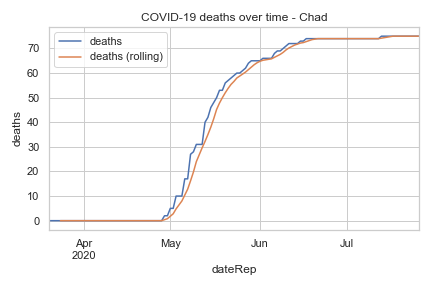 COVID-19 deaths over time - Chad
deaths
deaths (rolling)
deaths
70
60
50
40
30
20
10
0
Apr
2020
May
Jun
Jul
dateRep